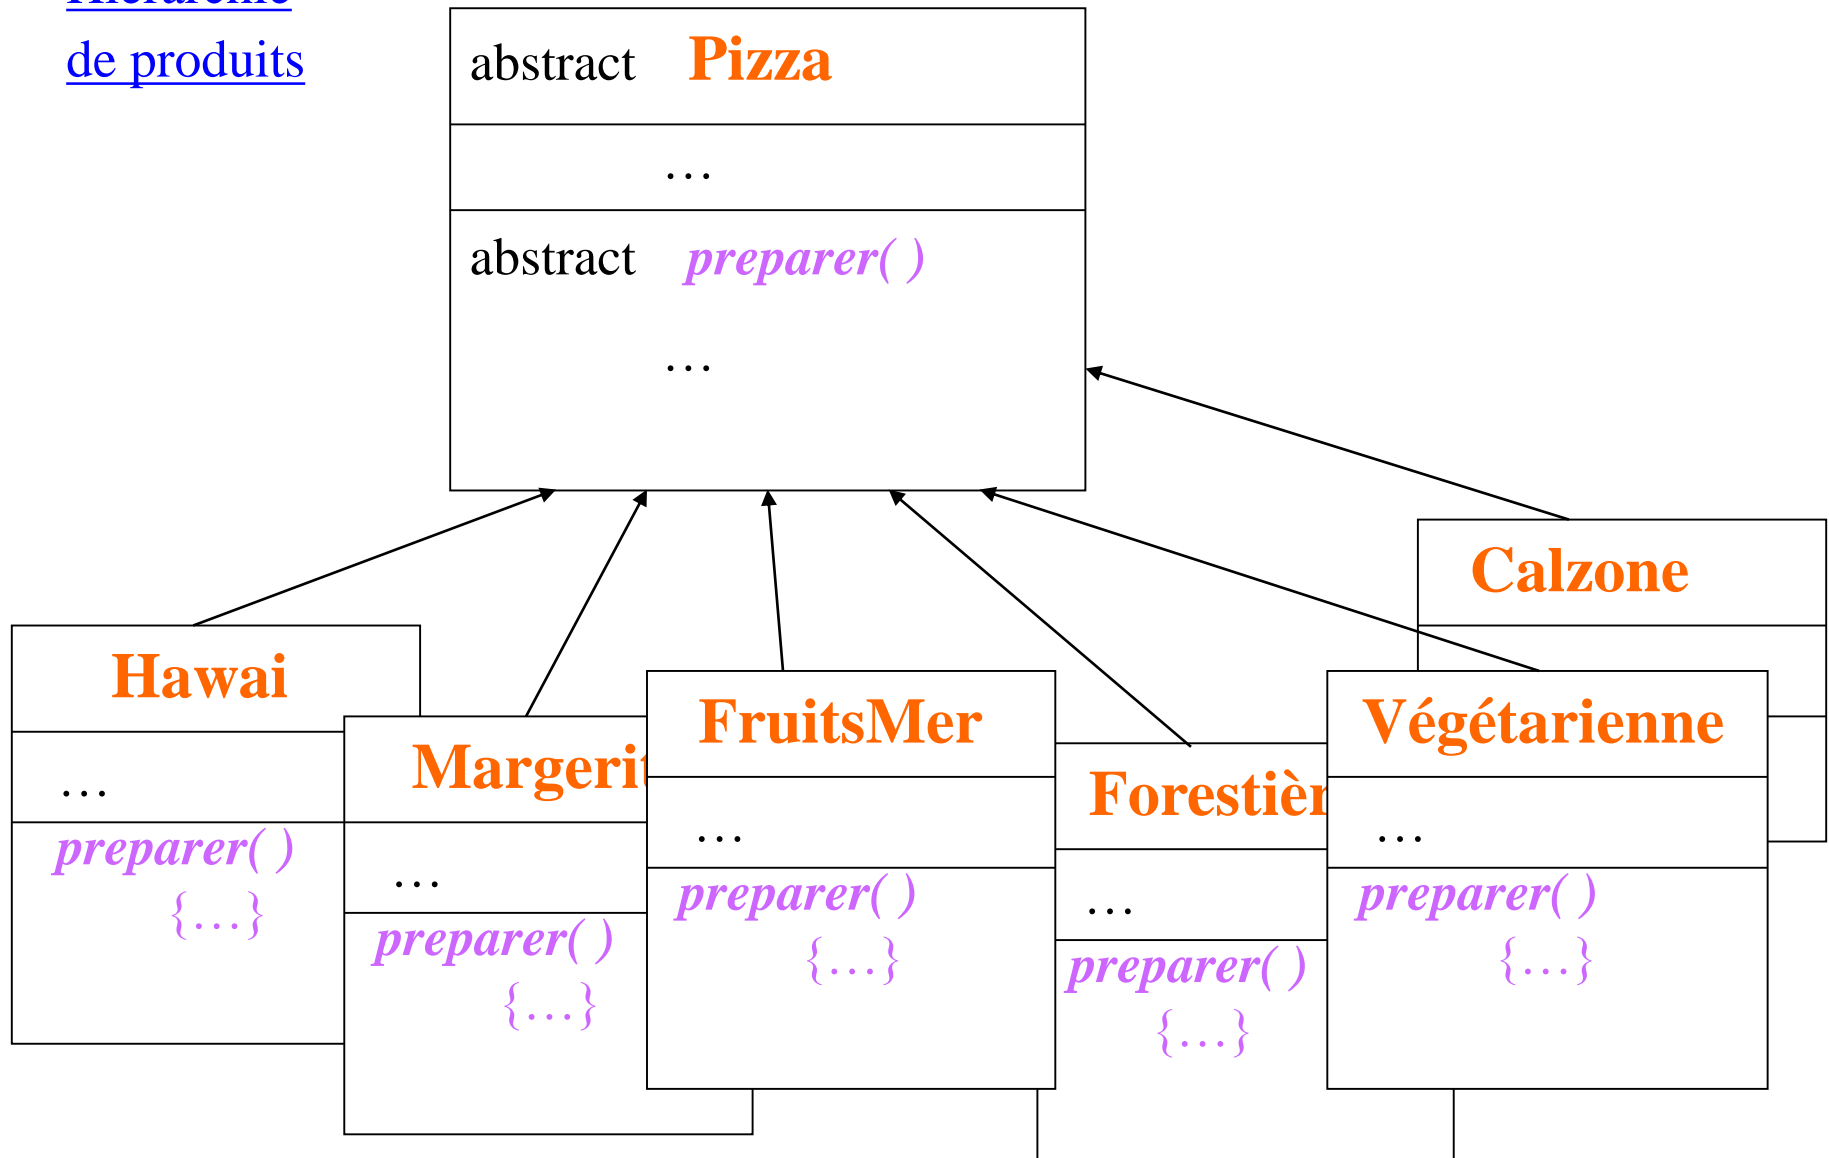 de produits
abstract Pizza
…
abstract preparer( )
…
Calzone
Hawai
…
preparer( )
{…}
Margerit
…
preparer( )
{…}
FruitsMer
…
preparer( )
{…}
Forestièr
…
preparer( )
{…}
Végétarienne
…
preparer( )
{…}